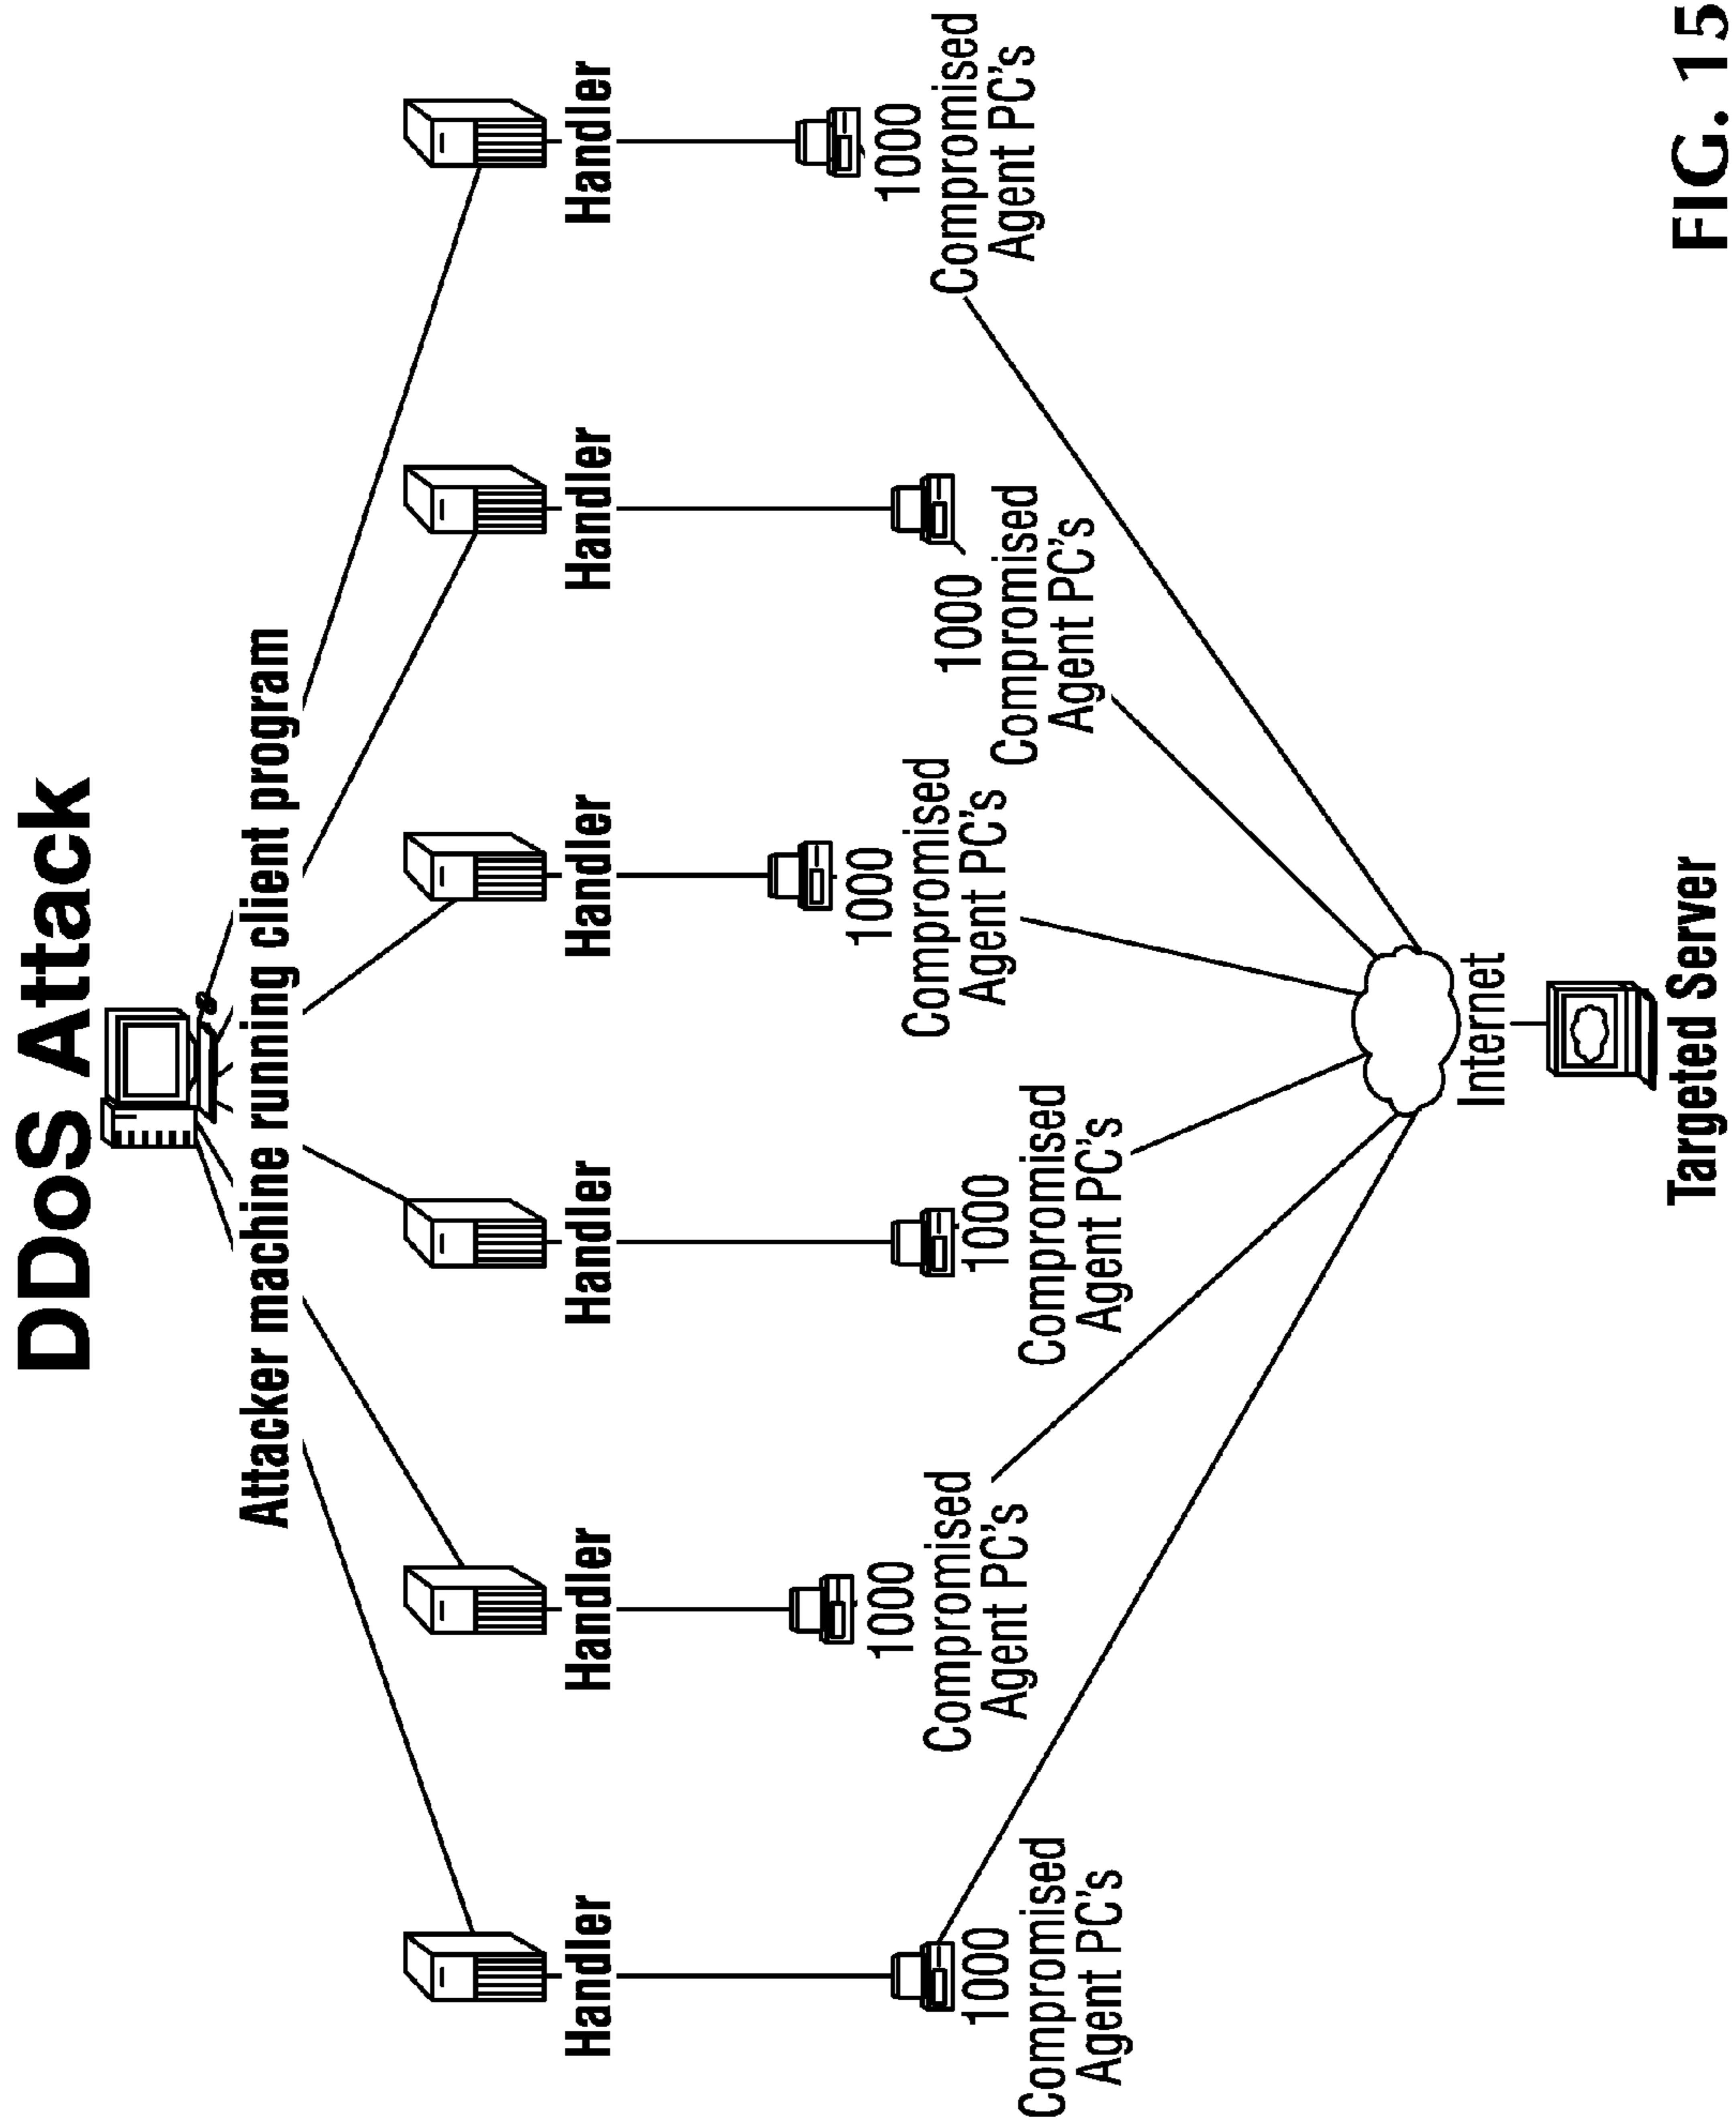 DDoS Attack
Attacker machine running client program
Handler
Handler
Handler
Handler
Handler
Handler
1000
Compromised
Agent PC's
1000
Compromised
Agent PC's
1000
Compromised
Agent PC's
1000
Compromised
Agent PC's
1000
Compromised
Agent PC's
1000
Compromised
Agent PC's
Internet
Targeted Server
FIG. 15